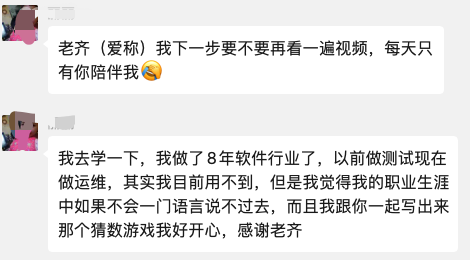 老齐（爱称）我下一步要不要再看一遍视频，每天只
有你陪伴我🤣
我去学一下，我做了8年软件行业了，以前做测试现在
做运维，其实我目前用不到，但是我觉得我的职业生涯
中如果不会一门语言说不过去，而且我跟你一起写出来
那个猜数游戏我好开心，感谢老齐